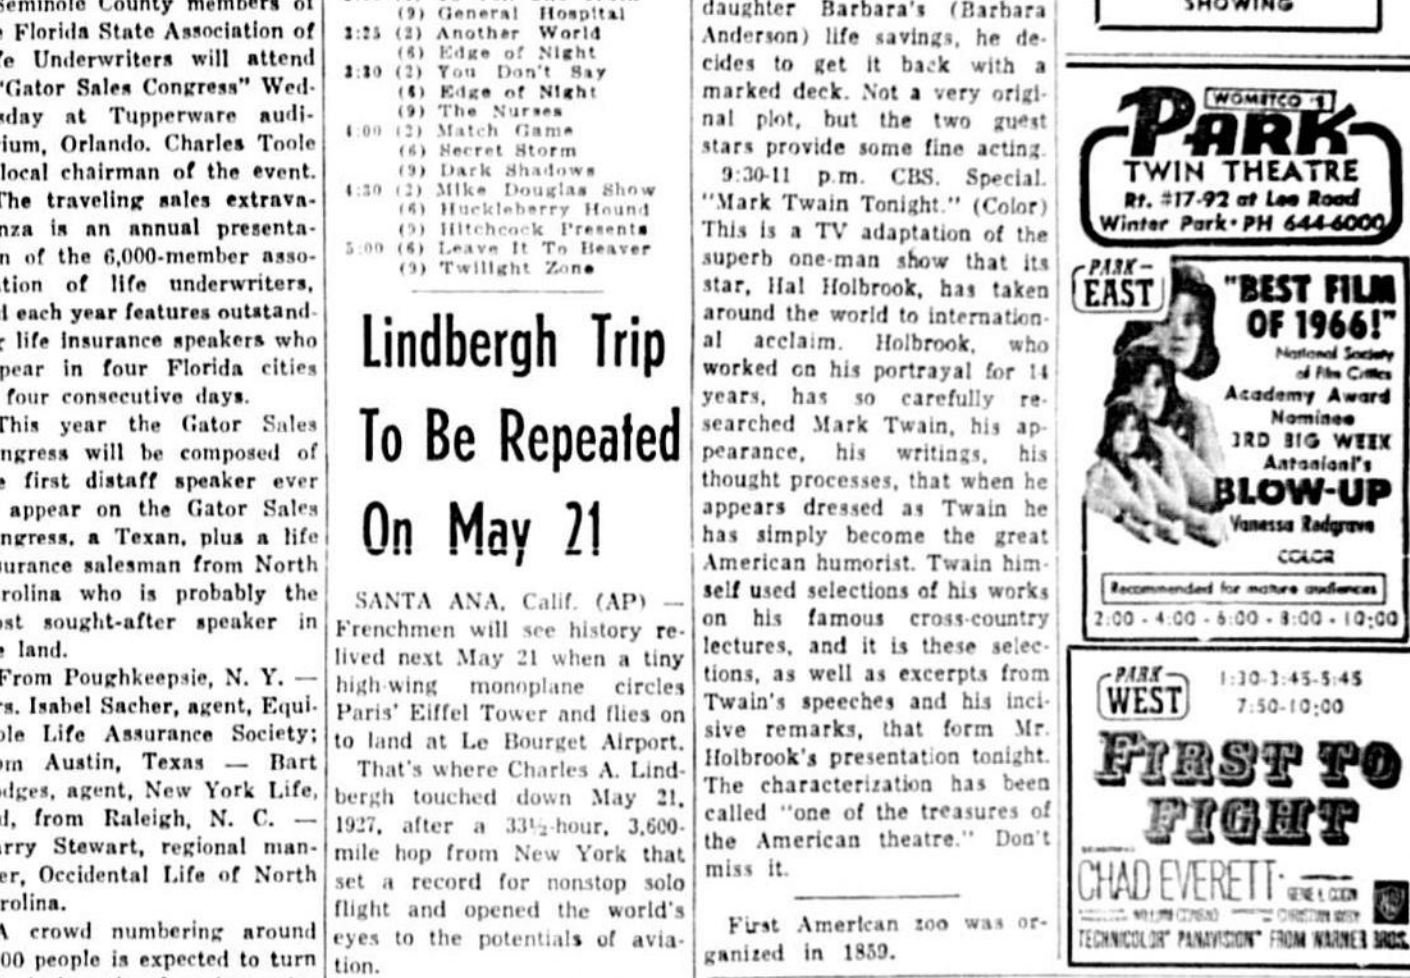 Seminole County members of
Florida State Association of
Underwriters will attend
"Gator Sales Congress" Wed-
at Tupperware audi-
Orlando. Charles Toole
local chairman of the event.
The traveling sales extrava-
is an annual presenta-
of the 6,000-member asso-
of life underwriters,
each year features outstand-
life insurance speakers who
in four Florida cities
four consecutive days.
This year the Gator Sales
will be composed of
first distaff speaker ever
appear on the Gator Sales
a Texan, plus a life
salesman from North
who is probably the
sought-after speaker in
land.
From Poughkeepsie, N. Y. —
Isabel Sacher, agent, Equi-
Life Assurance Society;
Austin, Texas — Bart
agent, New York Life,
from Raleigh, N. C. —
Stewart, regional man-
Occidental Life of North
A crowd numbering around
people is expected to turn
(9) General Hospital
3:25 (2) Another World
(6) Edge of Night
3:30 (2) You Don't Say
(6) Edge of Night
(9) The Nurses
4:00 (2) Match Game
(6) Secret Storm
(9) Dark Shadows
4:30 (2) Mike Douglas Show
(6) Huckleberry Hound
(9) Hitchcock Presents
5:00 (6) Leave It To Beaver
(9) Twilight Zone
Lindbergh Trip
To Be Repeated
On May 21
SANTA ANA, Calif. (AP) —
Frenchmen will see history re-
lived next May 21 when a tiny
high-wing monoplane circles
Paris' Eiffel Tower and flies on
to land at Le Bourget Airport.
That's where Charles A. Lind-
bergh touched down May 21,
1927, after a 33½-hour, 3,600-
mile hop from New York that
set a record for nonstop solo
flight and opened the world's
eyes to the potentials of avia-
tion.
daughter Barbara's (Barbara
Anderson) life savings, he de-
cides to get it back with a
marked deck. Not a very origi-
nal plot, but the two guest
stars provide some fine acting.
9:30-11 p.m. CBS. Special.
"Mark Twain Tonight." (Color)
This is a TV adaptation of the
superb one-man show that its
star, Hal Holbrook, has taken
around the world to internation-
al acclaim. Holbrook, who
worked on his portrayal for 14
years, has so carefully re-
searched Mark Twain, his ap-
pearance, his writings, his
thought processes, that when he
appears dressed as Twain he
has simply become the great
American humorist. Twain him-
self used selections of his works
on his famous cross-country
lectures, and it is these selec-
tions, as well as excerpts from
Twain's speeches and his inci-
sive remarks, that form Mr.
Holbrook's presentation tonight.
The characterization has been
called "one of the treasures of
the American theatre." Don't
miss it.
First American zoo was or-
ganized in 1859.
SHOWING
WOMETCO'S
PARK
TWIN THEATRE
Rt. #17-92 at Lee Road
Winter Park • PH 644-6000
PARK
EAST
"BEST FILM
OF 1966!"
National Society
of Film Critics
Academy Award
Nominee
3RD BIG WEEK
Antonioni's
BLOW-UP
Vanessa Redgrave
COLOR
Recommended for mature audiences
2:00 - 4:00 - 6:00 - 8:00 - 10:00
PARK
WEST
1:30-3:45-5:45
7:50-10:00
FIRST TO
FIGHT
CHAD EVERETT
TECHNICOLOR® PANAVISION® FROM WARNER BROS.